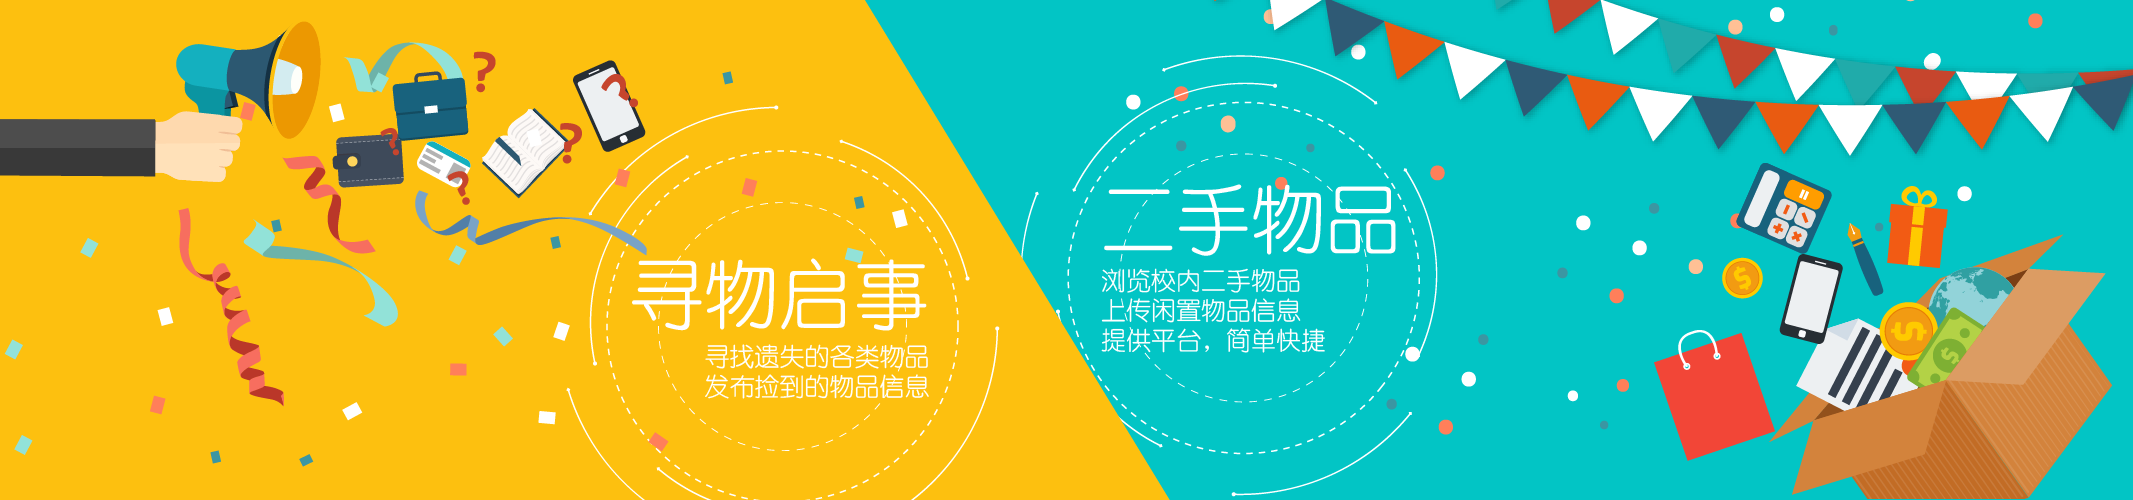 寻物启事
寻找遗失的各类物品
发布捡到的物品信息
二手物品
浏览校内二手物品
上传闲置物品信息
提供平台，简单快捷